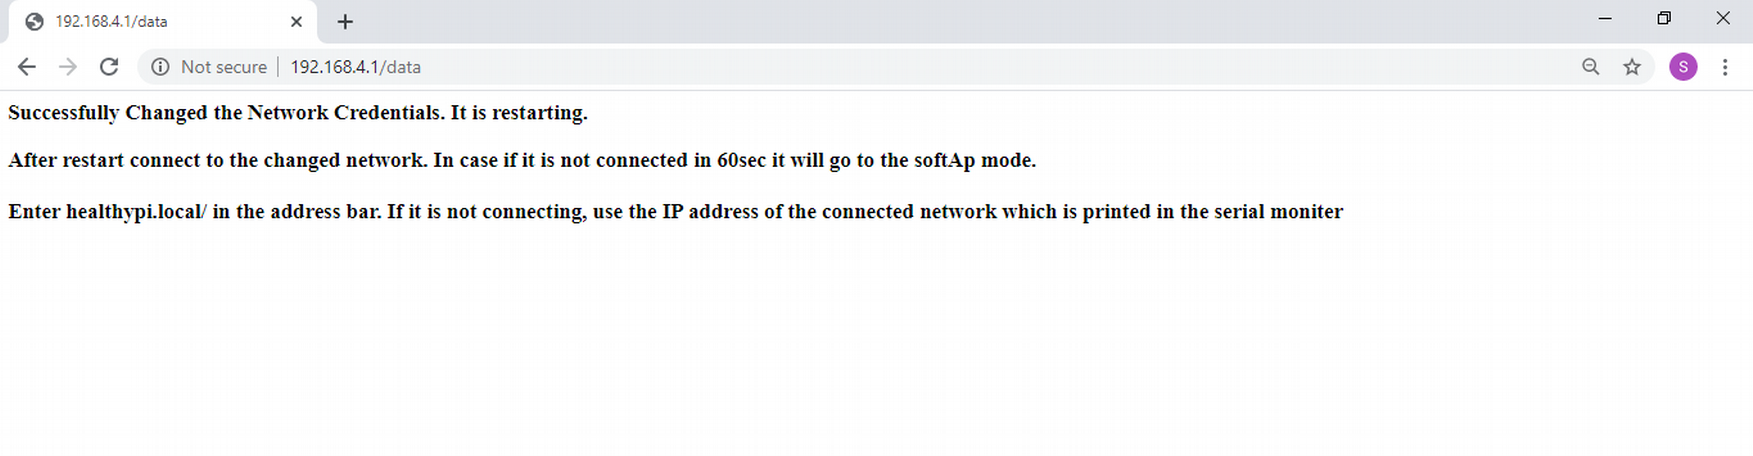 192.168.4.1/data
Not secure 192.168.4.1/data
S
Successfully Changed the Network Credentials. It is restarting.
After restart connect to the changed network. In case if it is not connected in 60sec it will go to the softAp mode.
Enter healthypi.local/ in the address bar. If it is not connecting, use the IP address of the connected network which is printed in the serial moniter